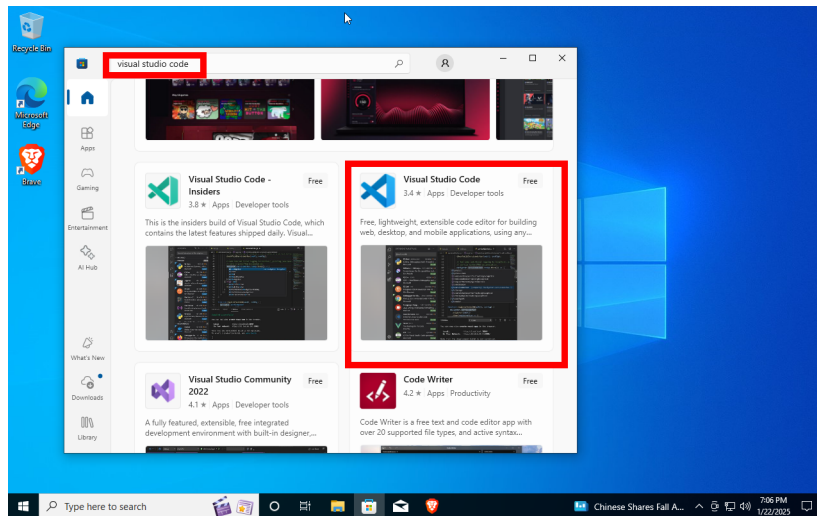 Recycle Bin
Microsoft
Edge
Brave
visual studio code
Apps
Gaming
Entertainment
AI Hub
What's New
Downloads
Library
Visual Studio Code -
Insiders
Free
3.8 ★ Apps Developer tools
This is the insiders build of Visual Studio Code, which
contains the latest features shipped daily. Visual...
Visual Studio Code
Free
3.4 ★ Apps Developer tools
Free, lightweight, extensible code editor for building
web, desktop, and mobile applications, using any...
Visual Studio Community
2022
Free
4.1 ★ Apps Developer tools
A fully featured, extensible, free integrated
development environment with built-in designer,...
Code Writer
Free
4.2 ★ Apps Productivity
Code Writer is a free text and code editor app with
over 20 supported file types, and active syntax...
Type here to search
Chinese Shares Fall A...
7:06 PM
1/22/2025